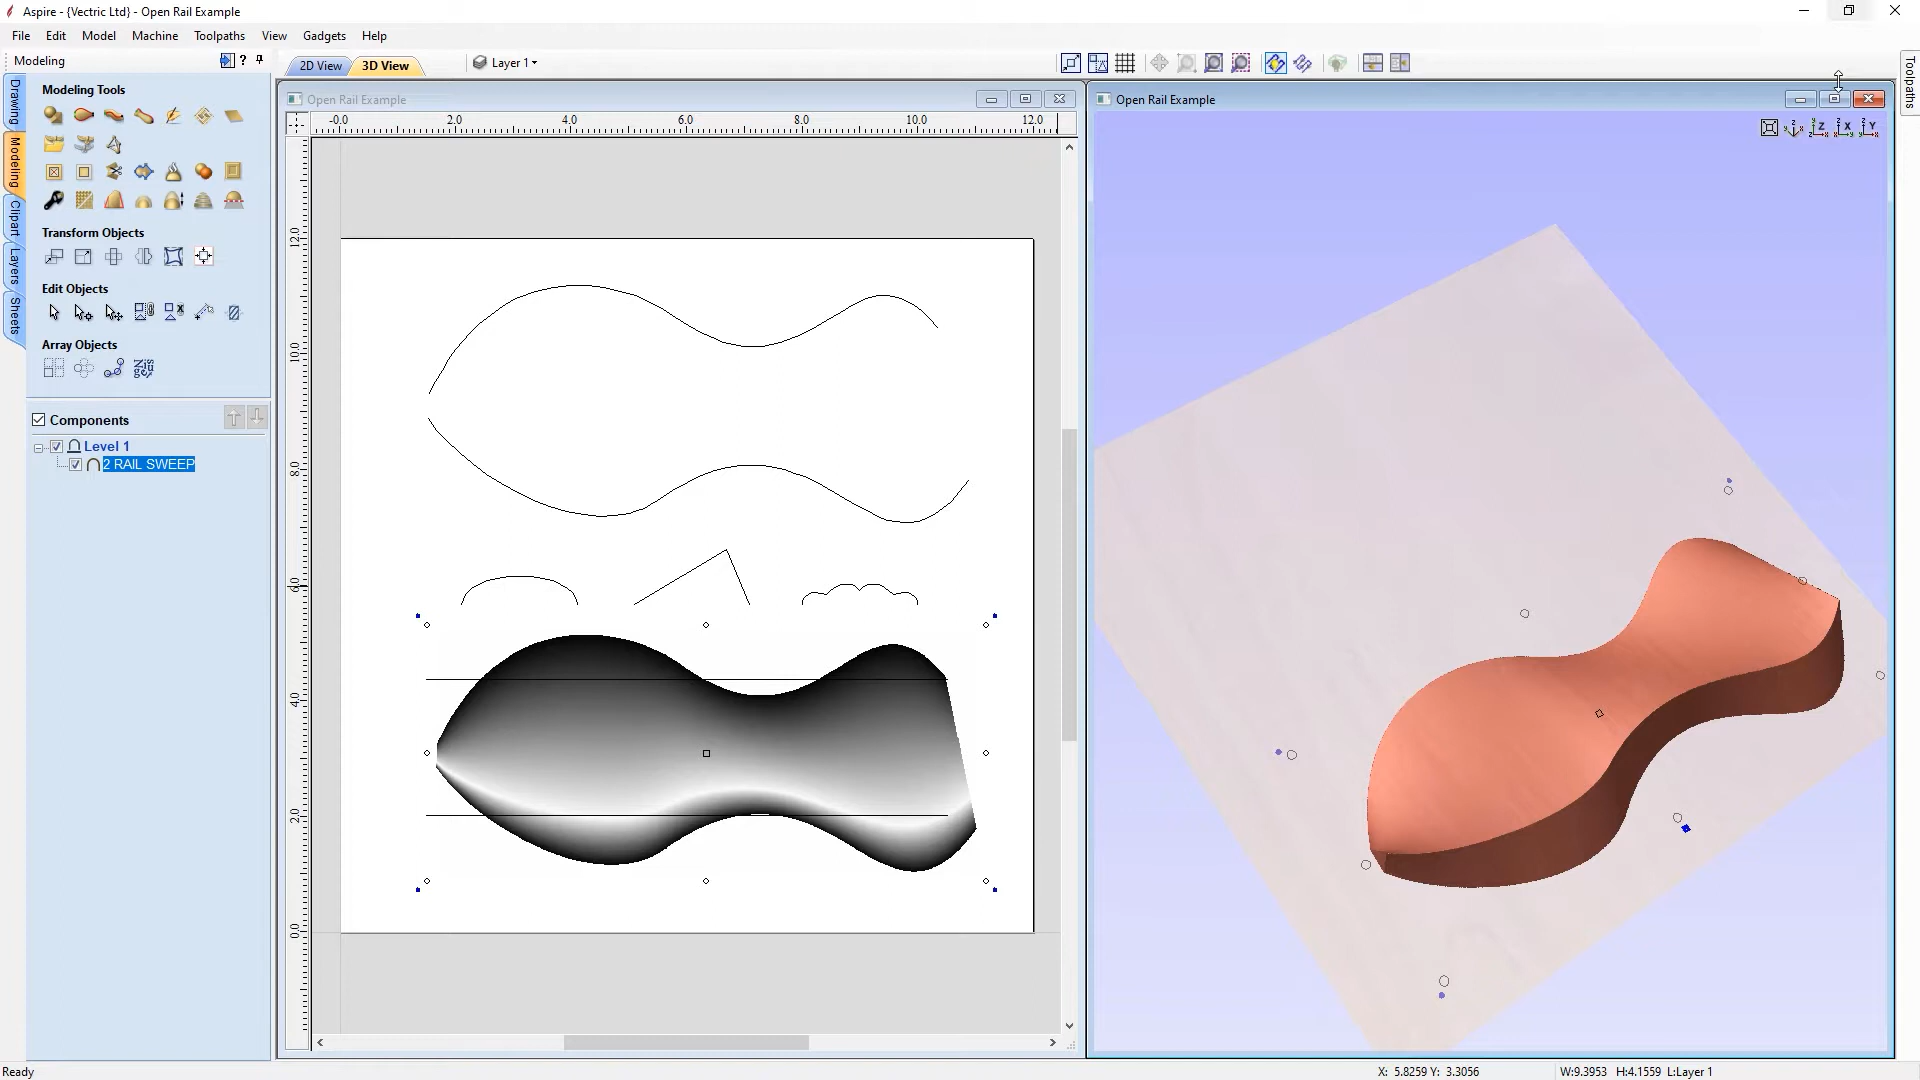 Aspire - {Vectric Ltd} - Open Rail Example
File Edit Model Machine Toolpaths View Gadgets Help
Modeling ?
2D View 3D View Layer 1
Toolpaths
Drawing
Modeling
Clipart
Layers
Sheets
Modeling Tools
Transform Objects
Edit Objects
Array Objects
Components
Level 1
2 RAIL SWEEP
Open Rail Example
-0.0 2.0 4.0 6.0 8.0 10.0 12.0
12.0
10.0
8.0
6.0
4.0
2.0
0.0
Open Rail Example
Ready X: 5.8259 Y: 3.3056 W:9.3953 H:4.1559 L:Layer 1